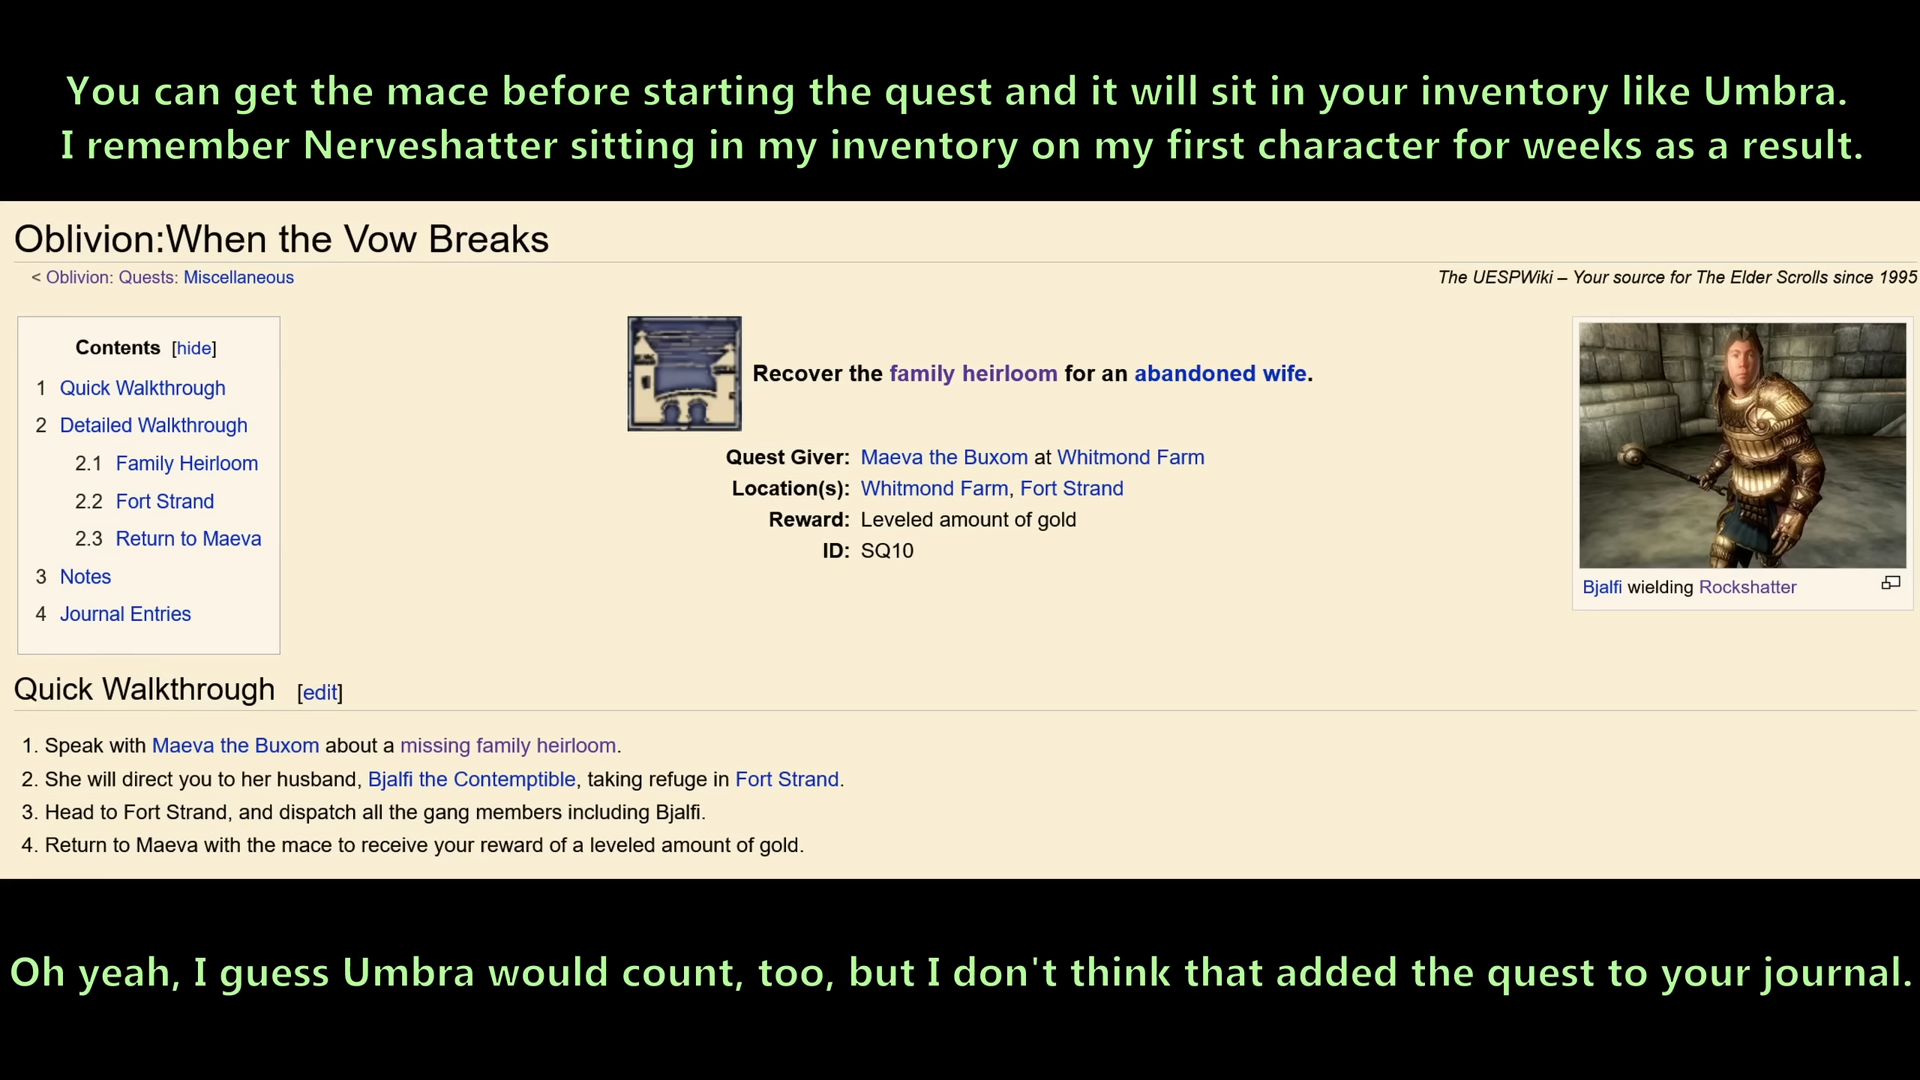 You can get the mace before starting the quest and it will sit in your inventory like Umbra.
I remember Nerveshatter sitting in my inventory on my first character for weeks as a result.
Oblivion:When the Vow Breaks
< Oblivion: Quests: Miscellaneous
The UESPWiki – Your source for The Elder Scrolls since 1995
Contents [hide]
1 Quick Walkthrough
2 Detailed Walkthrough
2.1 Family Heirloom
2.2 Fort Strand
2.3 Return to Maeva
3 Notes
4 Journal Entries
Recover the family heirloom for an abandoned wife.
Quest Giver: Maeva the Buxom at Whitmond Farm
Location(s): Whitmond Farm, Fort Strand
Reward: Leveled amount of gold
ID: SQ10
Bjalfi wielding Rockshatter
Quick Walkthrough [edit]
1. Speak with Maeva the Buxom about a missing family heirloom.
2. She will direct you to her husband, Bjalfi the Contemptible, taking refuge in Fort Strand.
3. Head to Fort Strand, and dispatch all the gang members including Bjalfi.
4. Return to Maeva with the mace to receive your reward of a leveled amount of gold.
Oh yeah, I guess Umbra would count, too, but I don't think that added the quest to your journal.